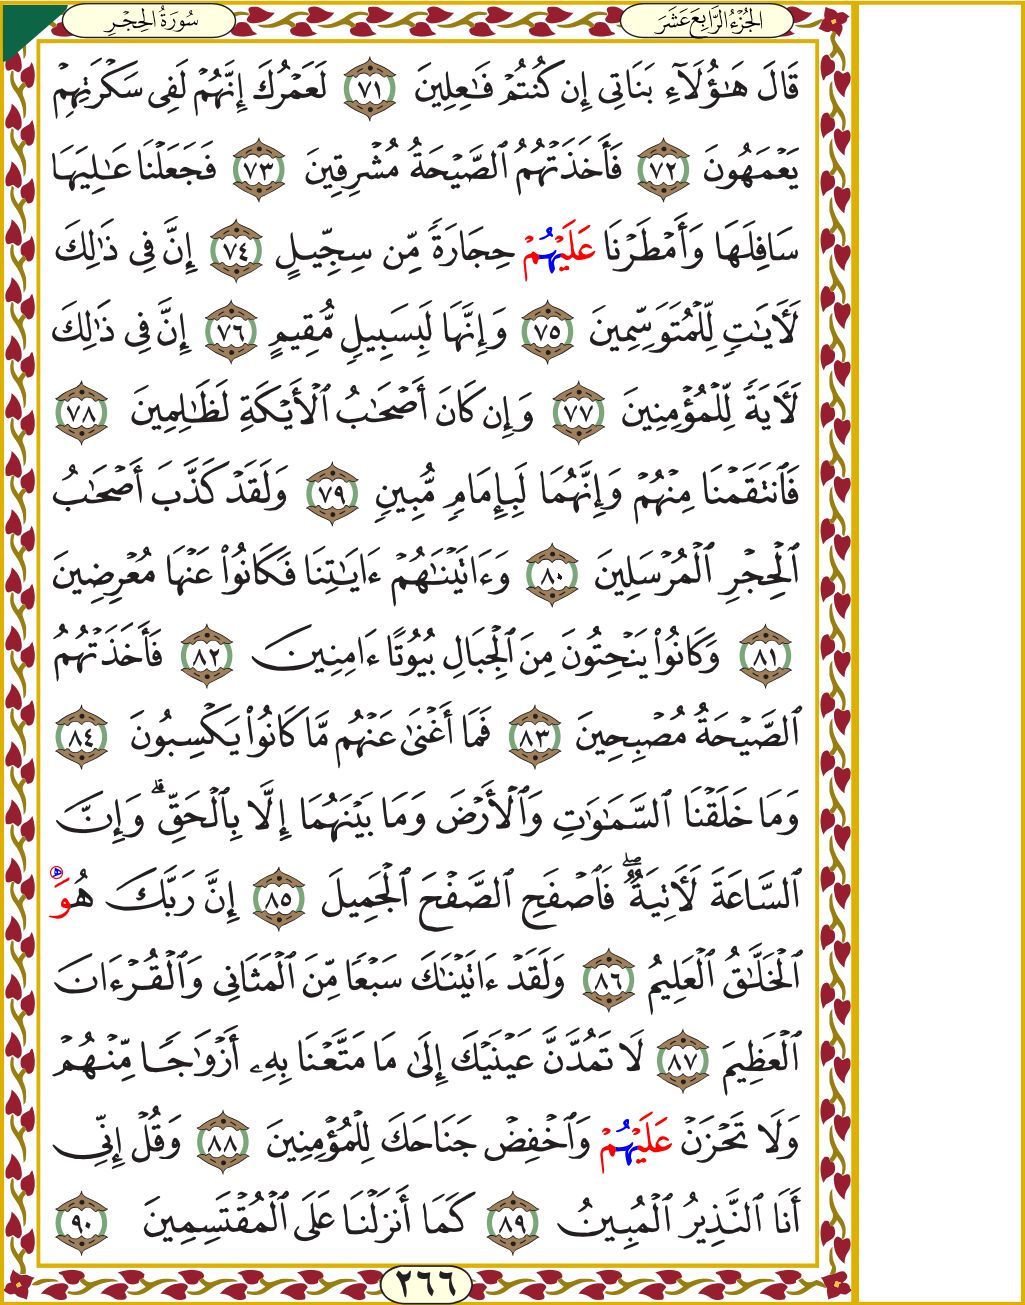 سُورَةُ الحِجْرِ
الجُزْءُ الرَّابِعَ عَشَرَ
قَالَ هَٰٓؤُلَآءِ بَنَاتِىٓ إِن كُنتُمْ فَٰعِلِينَ ٧١ لَعَمْرُكَ إِنَّهُمْ لَفِى سَكْرَتِهِمْ
يَعْمَهُونَ ٧٢ فَأَخَذَتْهُمُ ٱلصَّيْحَةُ مُشْرِقِينَ ٧٣ فَجَعَلْنَا عَٰلِيَهَا
سَافِلَهَا وَأَمْطَرْنَا عَلَيْهُمْ حِجَارَةً مِّن سِجِّيلٍ ٧٤ إِنَّ فِى ذَٰلِكَ
لَءَايَٰتٍ لِّلْمُتَوَسِّمِينَ ٧٥ وَإِنَّهَا لَبِسَبِيلٍ مُّقِيمٍ ٧٦ إِنَّ فِى ذَٰلِكَ
لَءَايَةً لِّلْمُؤْمِنِينَ ٧٧ وَإِن كَانَ أَصْحَٰبُ ٱلْأَيْكَةِ لَظَٰلِمِينَ ٧٨
فَٱنتَقَمْنَا مِنْهُمْ وَإِنَّهُمَا لَبِإِمَامٍ مُّبِينٍ ٧٩ وَلَقَدْ كَذَّبَ أَصْحَٰبُ
ٱلْحِجْرِ ٱلْمُرْسَلِينَ ٨٠ وَءَاتَيْنَٰهُمْ ءَايَٰتِنَا فَكَانُوا۟ عَنْهَا مُعْرِضِينَ
٨١ وَكَانُوا۟ يَنْحِتُونَ مِنَ ٱلْجِبَالِ بُيُوتًا ءَامِنِينَ ٨٢ فَأَخَذَتْهُمُ
ٱلصَّيْحَةُ مُصْبِحِينَ ٨٣ فَمَآ أَغْنَىٰ عَنْهُم مَّا كَانُوا۟ يَكْسِبُونَ ٨٤
وَمَا خَلَقْنَا ٱلسَّمَٰوَٰتِ وَٱلْأَرْضَ وَمَا بَيْنَهُمَآ إِلَّا بِٱلْحَقِّ ۗ وَإِنَّ
ٱلسَّاعَةَ لَءَاتِيَةٌ ۖ فَٱصْفَحِ ٱلصَّفْحَ ٱلْجَمِيلَ ٨٥ إِنَّ رَبَّكَ هُوَ
ٱلْخَلَّٰقُ ٱلْعَلِيمُ ٨٦ وَلَقَدْ ءَاتَيْنَٰكَ سَبْعًا مِّنَ ٱلْمَثَانِى وَٱلْقُرْءَانَ
ٱلْعَظِيمَ ٨٧ لَا تَمُدَّنَّ عَيْنَيْكَ إِلَىٰ مَا مَتَّعْنَا بِهِۦٓ أَزْوَٰجًا مِّنْهُمْ
وَلَا تَحْزَنْ عَلَيْهُمْ وَٱخْفِضْ جَنَاحَكَ لِلْمُؤْمِنِينَ ٨٨ وَقُلْ إِنِّىٓ
أَنَا ٱلنَّذِيرُ ٱلْمُبِينُ ٨٩ كَمَآ أَنزَلْنَا عَلَى ٱلْمُقْتَسِمِينَ ٩٠
٢٦٦